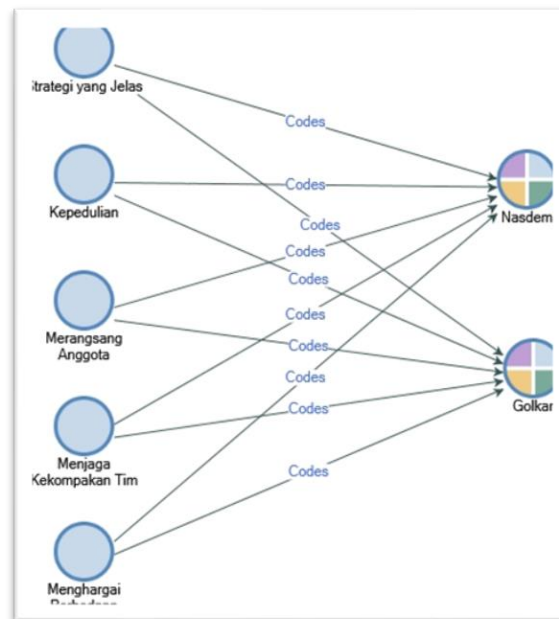 Strategi yang Jelas
Codes
Codes
Kepedulian
Nasdem
Codes
Codes
Codes
Merangsang
Anggota
Codes
Codes
Codes
Golkar
Codes
Menjaga
Kekompakan Tim
Codes
Menghargai